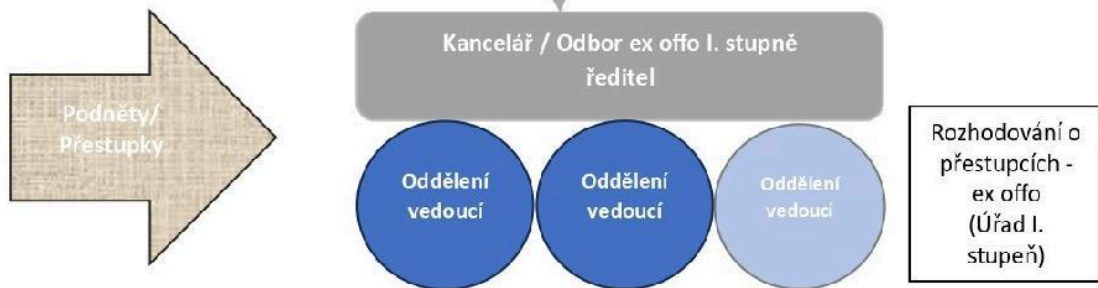 Podněty/
Přestupky
Kancelář / Odbor ex offo I. stupně
ředitel
Oddělení
vedoucí
Oddělení
vedoucí
Oddělení
vedoucí
Rozhodování o
přestupcích -
ex offo
(Úřad I.
stupeň)